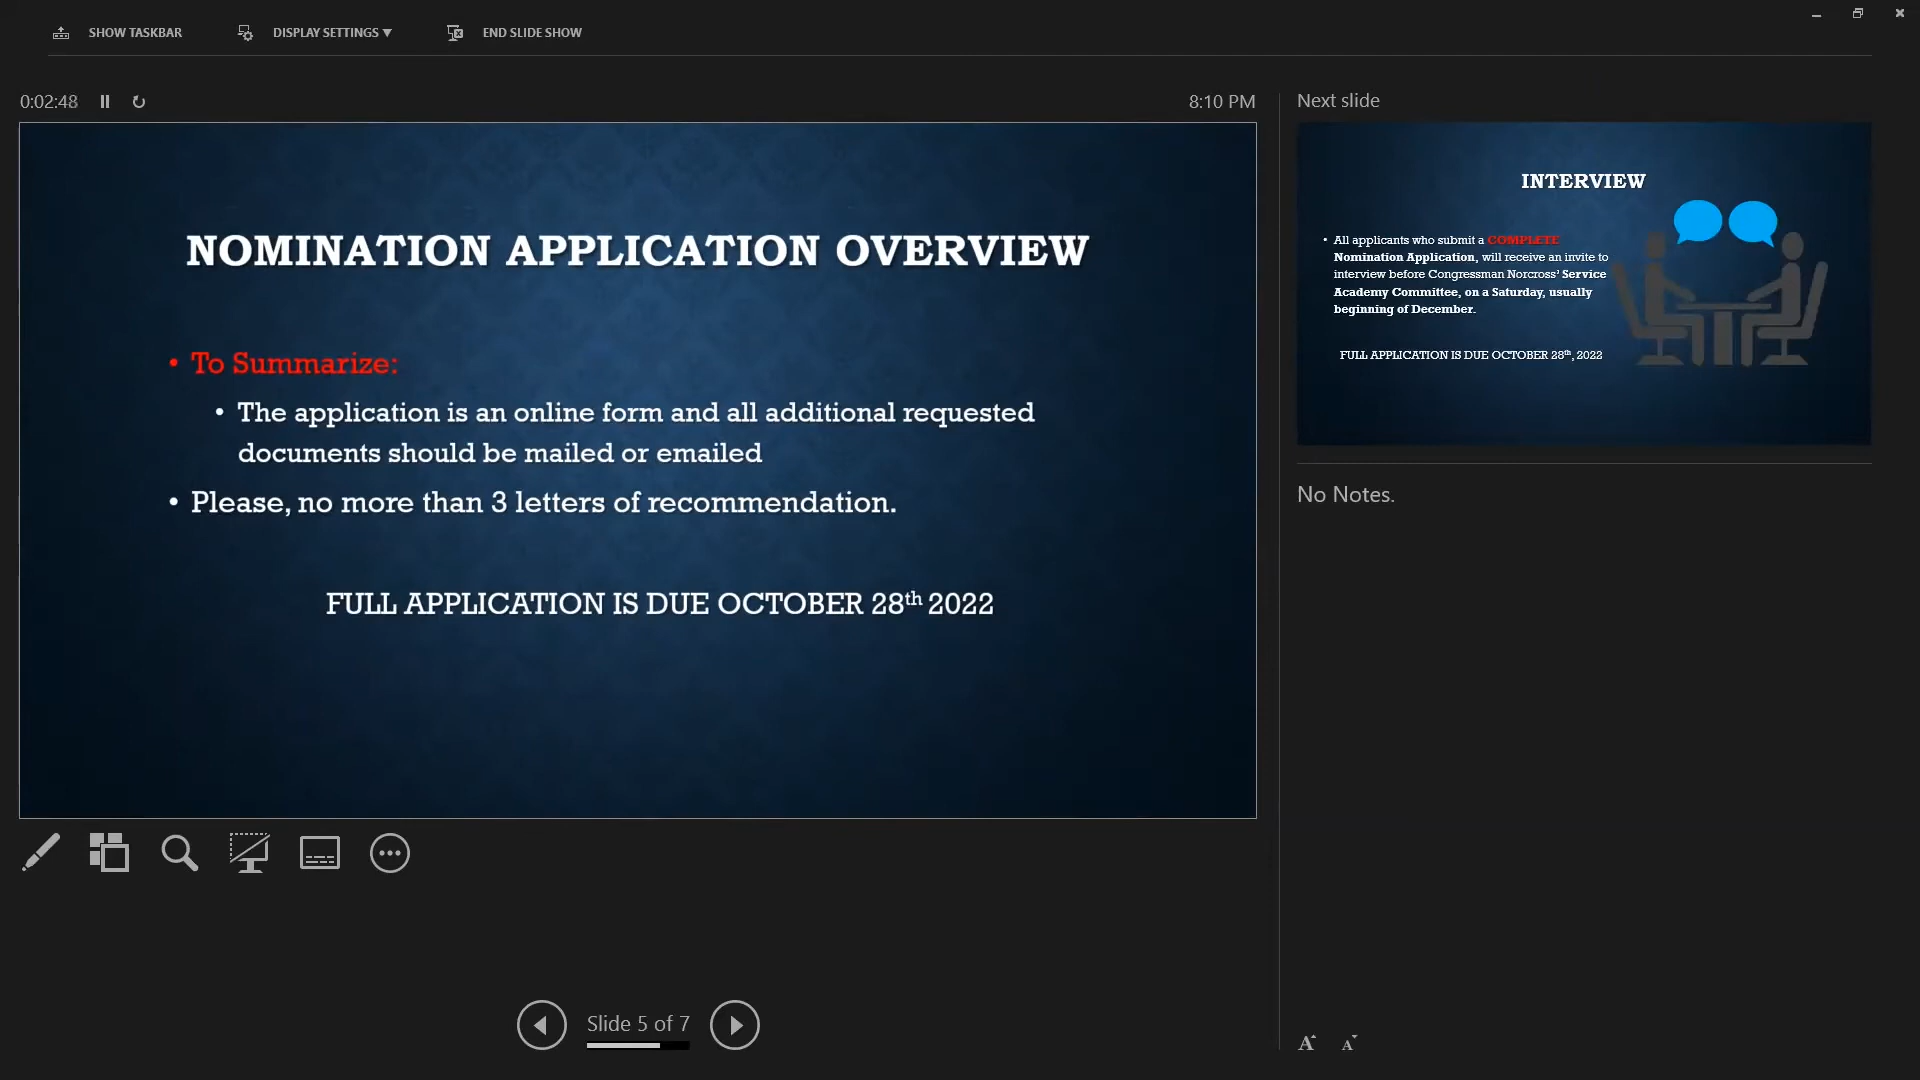 SHOW TASKBAR
DISPLAY SETTINGS ▼
END SLIDE SHOW
0:02:48
8:10 PM
NOMINATION APPLICATION OVERVIEW
• To Summarize:
• The application is an online form and all additional requested
documents should be mailed or emailed
• Please, no more than 3 letters of recommendation.
FULL APPLICATION IS DUE OCTOBER 28th 2022
Slide 5 of 7
Next slide
INTERVIEW
• All applicants who submit a COMPLETE
Nomination Application, will receive an invite to
interview before Congressman Norcross' Service
Academy Committee, on a Saturday, usually
beginning of December.
FULL APPLICATION IS DUE OCTOBER 28th, 2022
No Notes.
A A